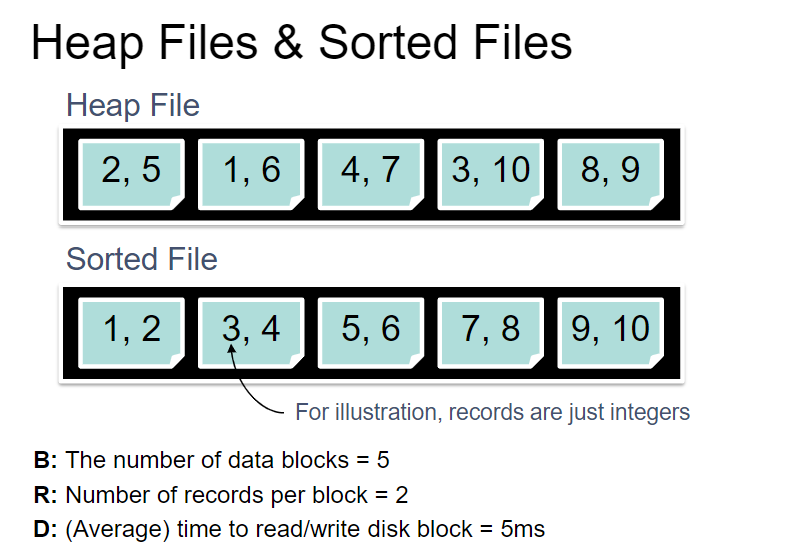 Heap Files & Sorted Files
Heap File
2, 5 1, 6 4, 7 3, 10 8, 9
Sorted File
1, 2 3, 4 5, 6 7, 8 9, 10
For illustration, records are just integers
B: The number of data blocks = 5
R: Number of records per block = 2
D: (Average) time to read/write disk block = 5ms